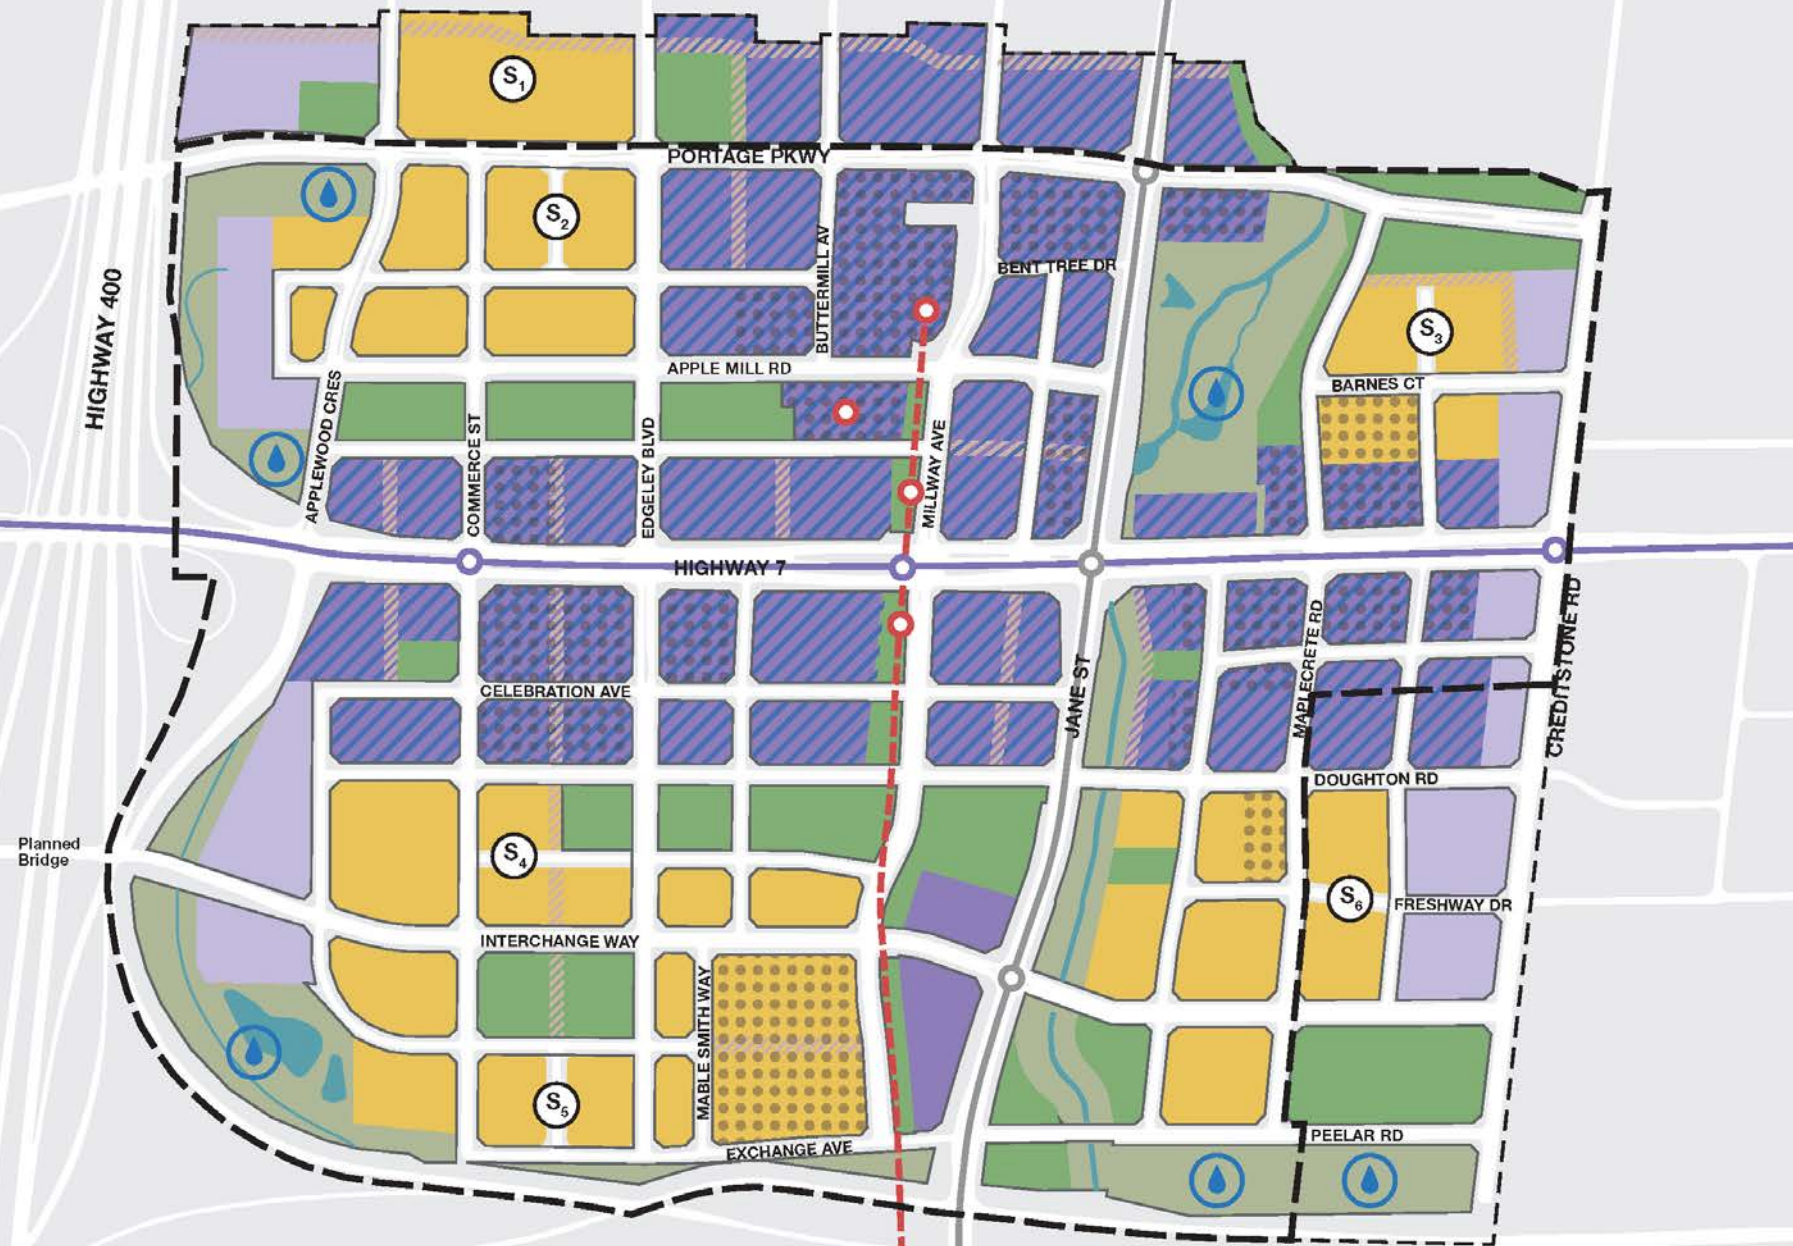 S1
PORTAGE PKWY
S2
BUTTERMILL AV
BENT TREE DR
HIGHWAY 400
S3
APPLE MILL RD
BARNES CT
APPLEWOOD CRES
COMMERCE ST
EDGELEY BLVD
MILLWAY AVE
HIGHWAY 7
CREDITSTONE RD
MAPLECRETE RD
JANE ST
CELEBRATION AVE
DOUGHTON RD
Planned
Bridge
S4
S6
FRESHWAY DR
INTERCHANGE WAY
MABLE SMITH WAY
S5
EXCHANGE AVE
PEELAR RD